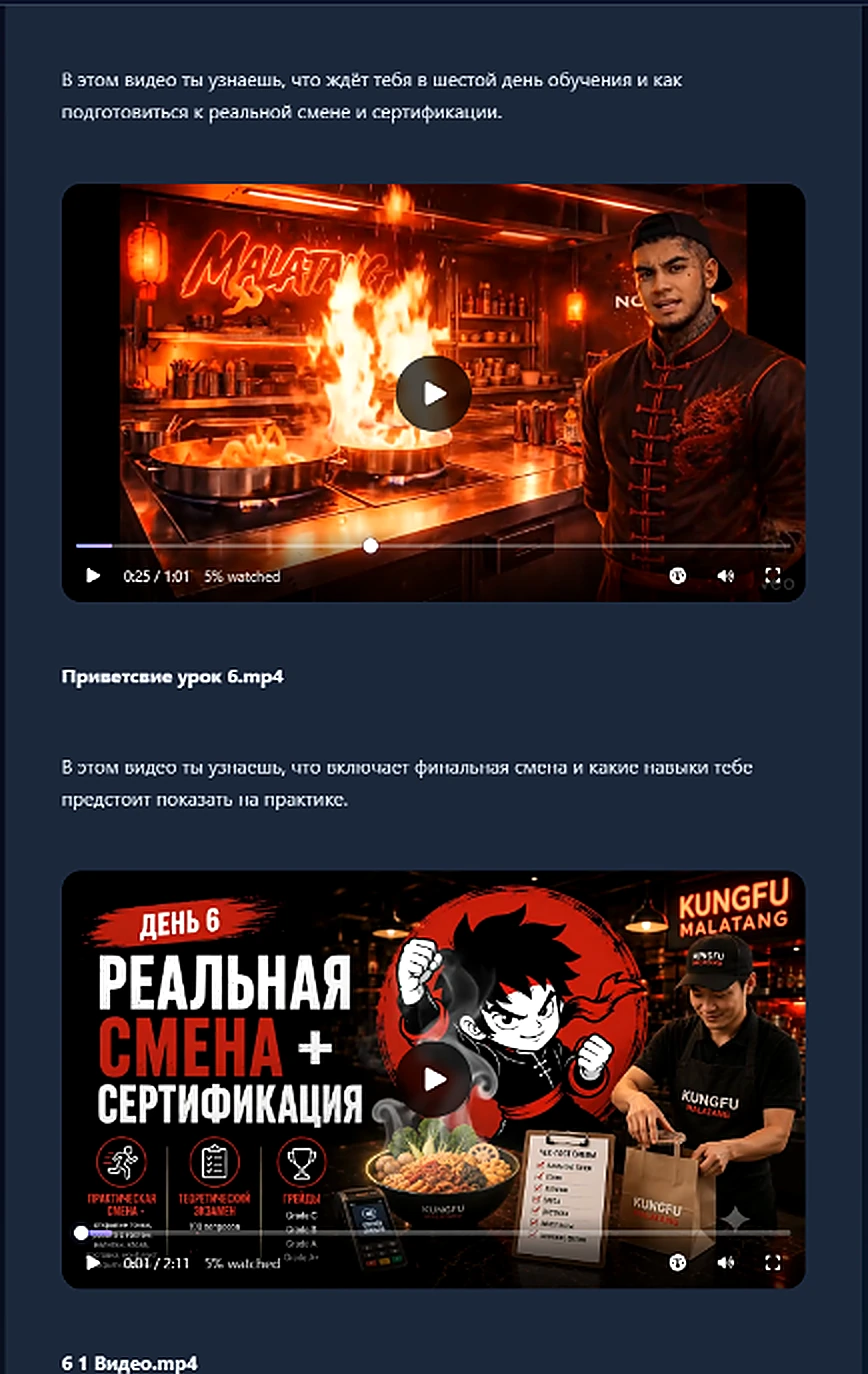 В этом видео ты узнаешь, что ждёт тебя в шестой день обучения и как
подготовиться к реальной смене и сертификации.
MALATANG
NO
0:25 / 1:01 5% watched
Приветсвие урок 6.mp4
В этом видео ты узнаешь, что включает финальная смена и какие навыки тебе
предстоит показать на практике.
ДЕНЬ 6
KUNGFU
MALATANG
РЕАЛЬНАЯ
СМЕНА +
СЕРТИФИКАЦИЯ
KUNGFU
MALATANG
ПРАКТИЧЕСКАЯ
СМЕНА -
ТЕОРЕТИЧЕСКИЙ
ЭКЗАМЕН
100 вопросов
ГРЕЙДЫ
Grade C
Grade B
Grade A
Grade A+
KUNGFU
KUNGFU
0:01 / 2:11 5% watched
6 1 Видео.mp4